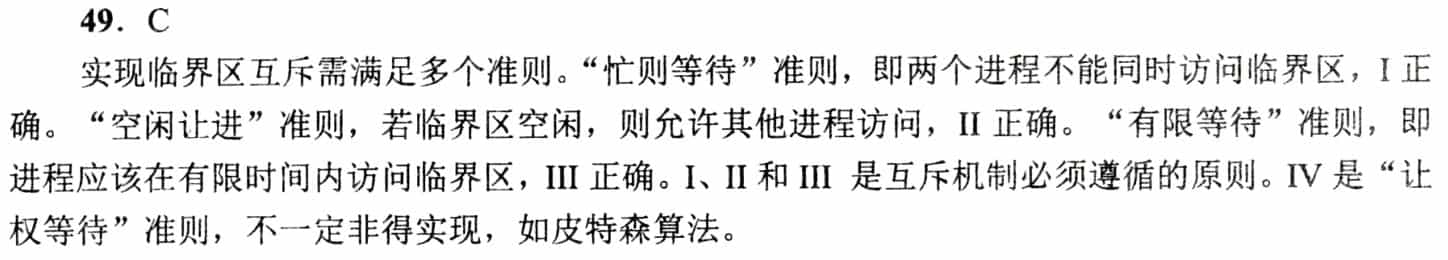 49．C
实现临界区互斥需满足多个准则。“忙则等待”准则，即两个进程不能同时访问临界区，I 正
确。“空闲让进”准则，若临界区空闲，则允许其他进程访问，II 正确。“有限等待”准则，即
进程应该在有限时间内访问临界区，III 正确。I、II 和 III 是互斥机制必须遵循的原则。IV 是“让
权等待”准则，不一定非得实现，如皮特森算法。